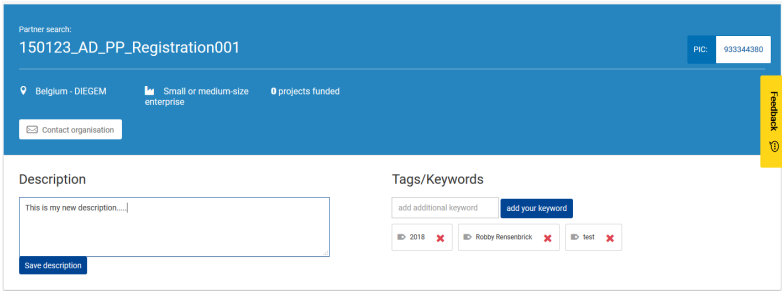 Partner search:
150123_AD_PP_Registration001
PIC: 933344380
Belgium - DIEGEM
Small or medium-size
enterprise
0 projects funded
Contact organisation
Feedback
Description
This is my new description.....
Save description
Tags/Keywords
add additional keyword
add your keyword
2018
Robby Rensenbrick
test